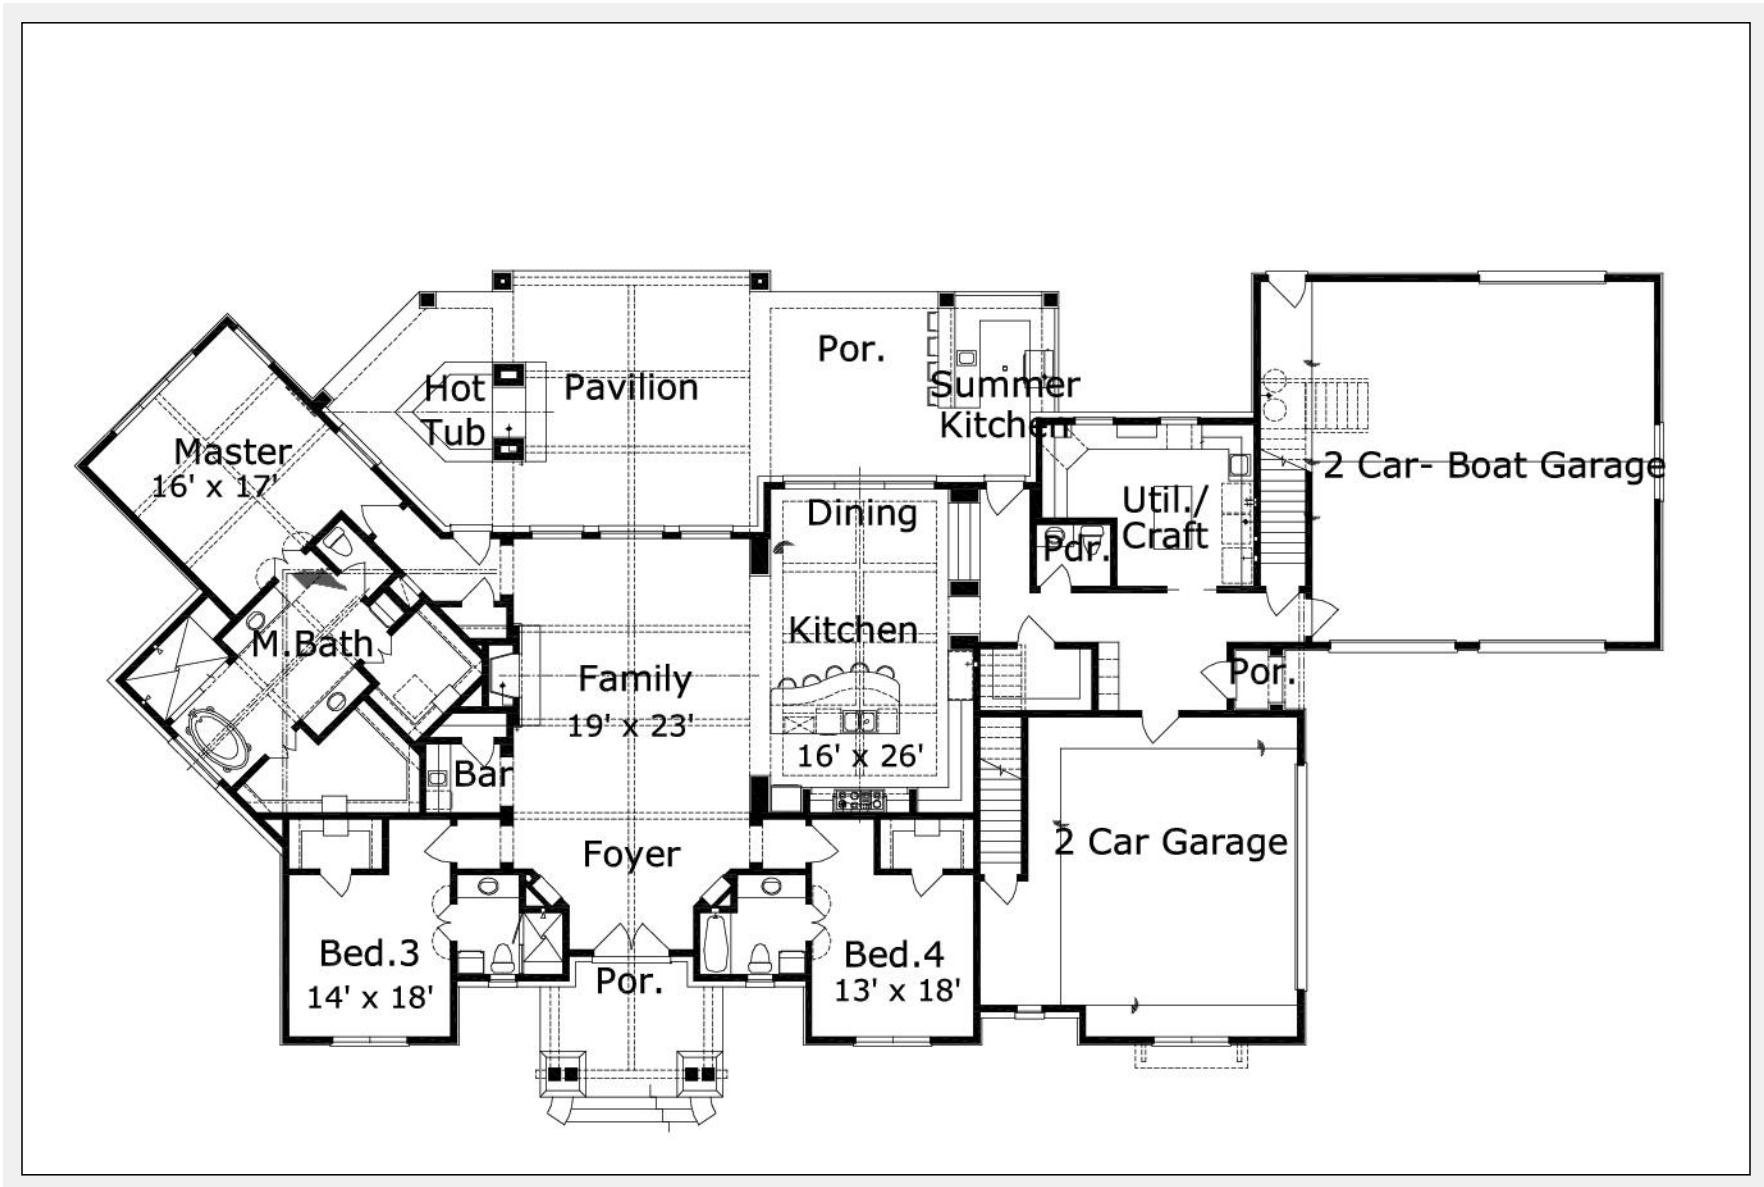 Por.
Hot
Tub
Pavilion
Summer
Kitchen
Master
16' x 17'
2 Car- Boat Garage
Dining
Util./
Craft
Pdr.
Kitchen
M.Bath
Family
19' x 23'
Por.
16' x 26'
Bar
Foyer
2 Car Garage
Bed.3
14' x 18'
Por.
Bed.4
13' x 18'